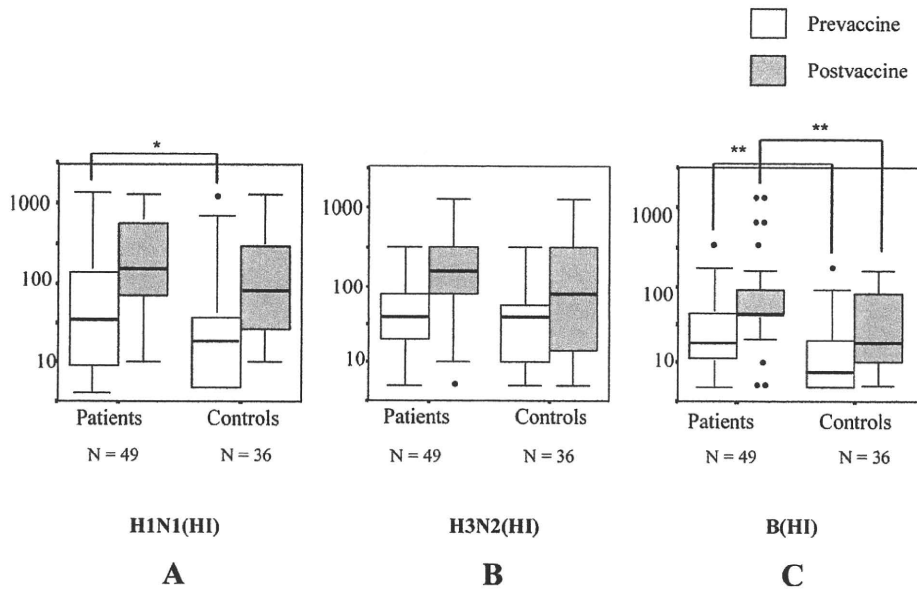 Prevaccine
Postvaccine
*
1000
100
10
Patients
Controls
N = 49
N = 36
H1N1(HI)
A
1000
100
10
Patients
Controls
N = 49
N = 36
H3N2(HI)
B
**
**
1000
100
10
Patients
Controls
N = 49
N = 36
B(HI)
C